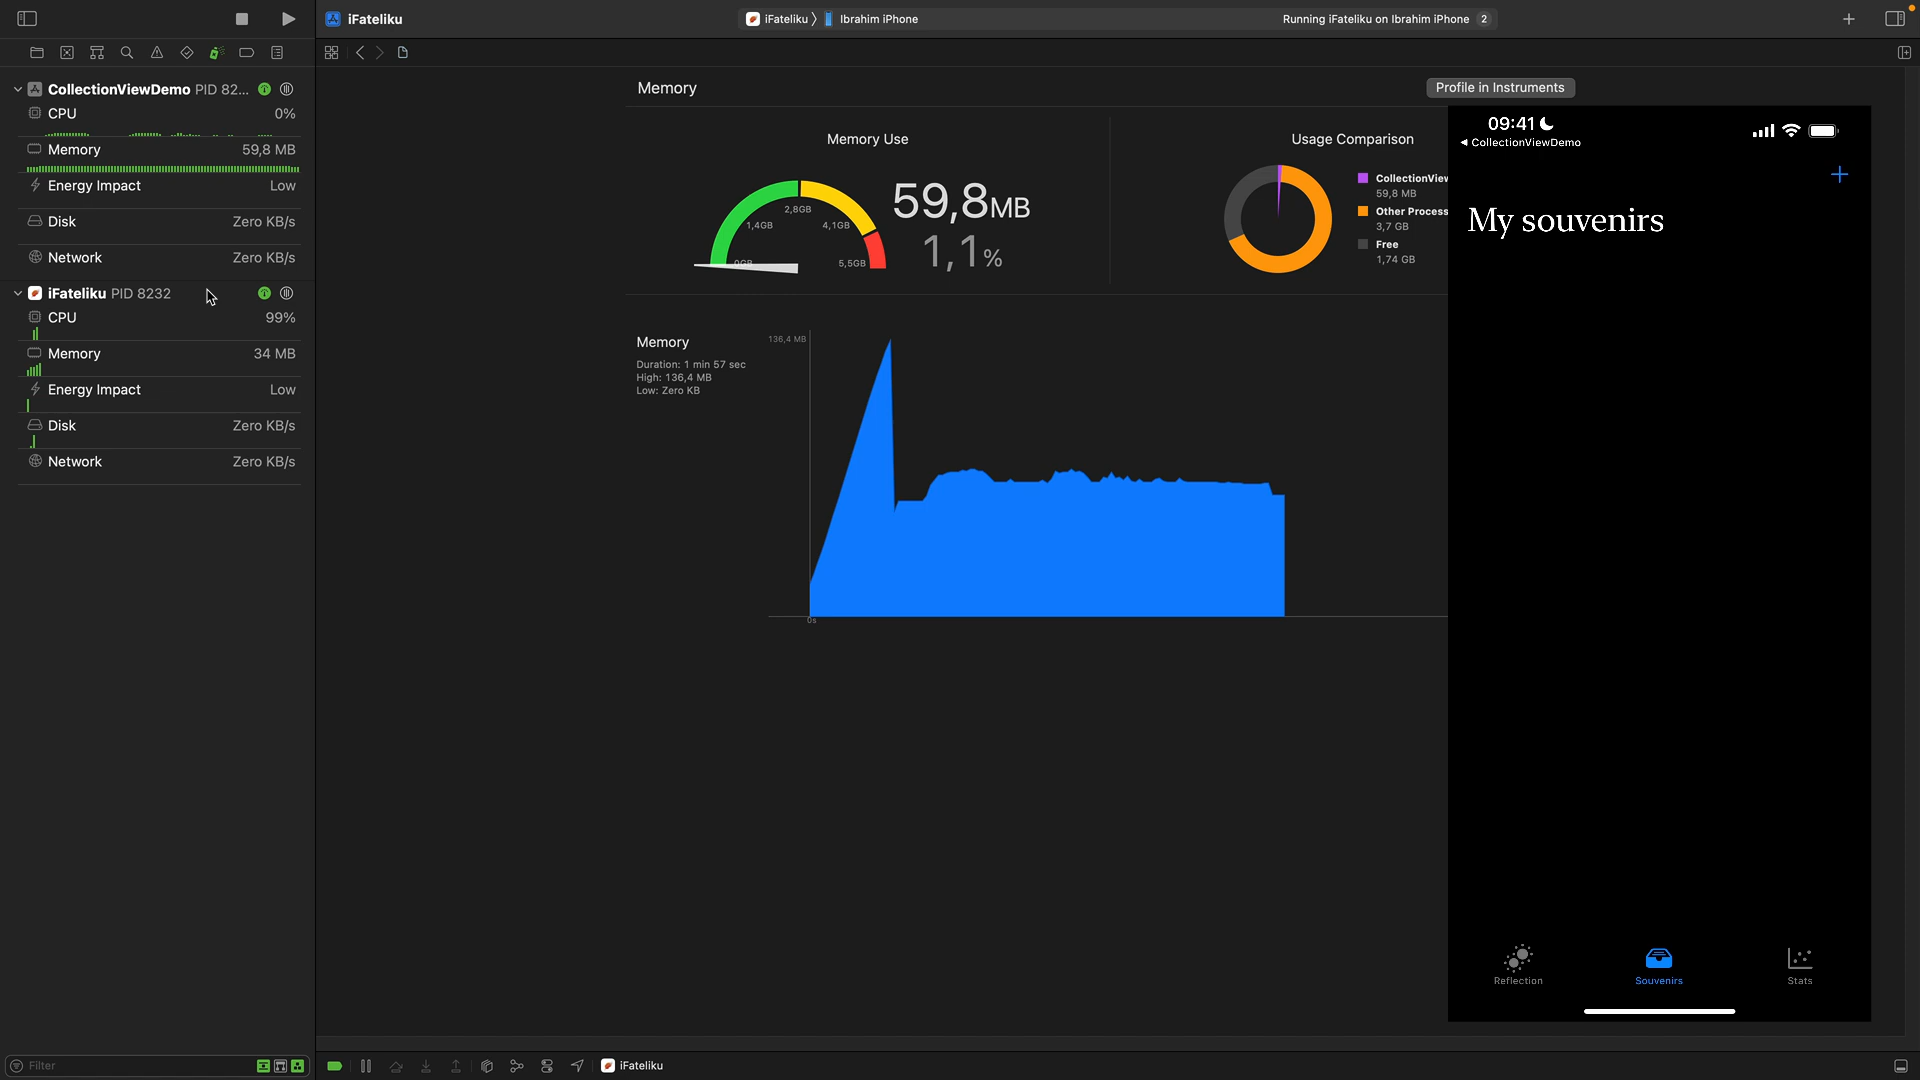 iFateliku
iFateliku
Ibrahim iPhone
Running iFateliku on Ibrahim iPhone
2
CollectionViewDemo PID 82...
CPU
0%
Memory
59,8 MB
Energy Impact
Low
Disk
Zero KB/s
Network
Zero KB/s
iFateliku PID 8232
CPU
99%
Memory
34 MB
Energy Impact
Low
Disk
Zero KB/s
Network
Zero KB/s
Filter
Memory
Profile in Instruments
Memory Use
0GB
1,4GB
2,8GB
4,1GB
5,5GB
59,8MB
1,1%
Usage Comparison
CollectionView
59,8 MB
Other Process
3,7 GB
Free
1,74 GB
Memory
Duration: 1 min 57 sec
High: 136,4 MB
Low: Zero KB
136,4 MB
0s
09:41
CollectionViewDemo
My souvenirs
Reflection
Souvenirs
Stats
iFateliku